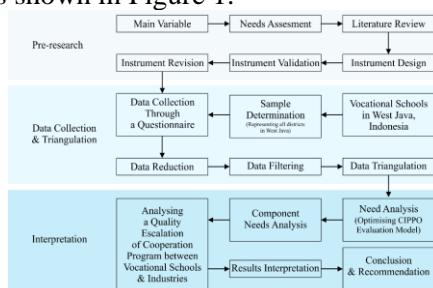 s shown in Figure 1.
Pre-research
Main Variable
Needs Assesment
Literature Review
Instrument Revision
Instrument Validation
Instrument Design
Data Collection
& Triangulation
Data Collection
Through
a Questionnaire
Sample
Determination
(Representing all districts
in West Java)
Vocational Schools
in West Java,
Indonesia
Data Reduction
Data Filtering
Data Triangulation
Interpretation
Analysing
a Quality
Escalation
of Cooperation
Program between
Vocational Schools
& Industries
Component
Needs Analysis
Need Analysis
(Optimising CIPPO
Evaluation Model)
Results Interpretation
Conclusion
& Recommendation